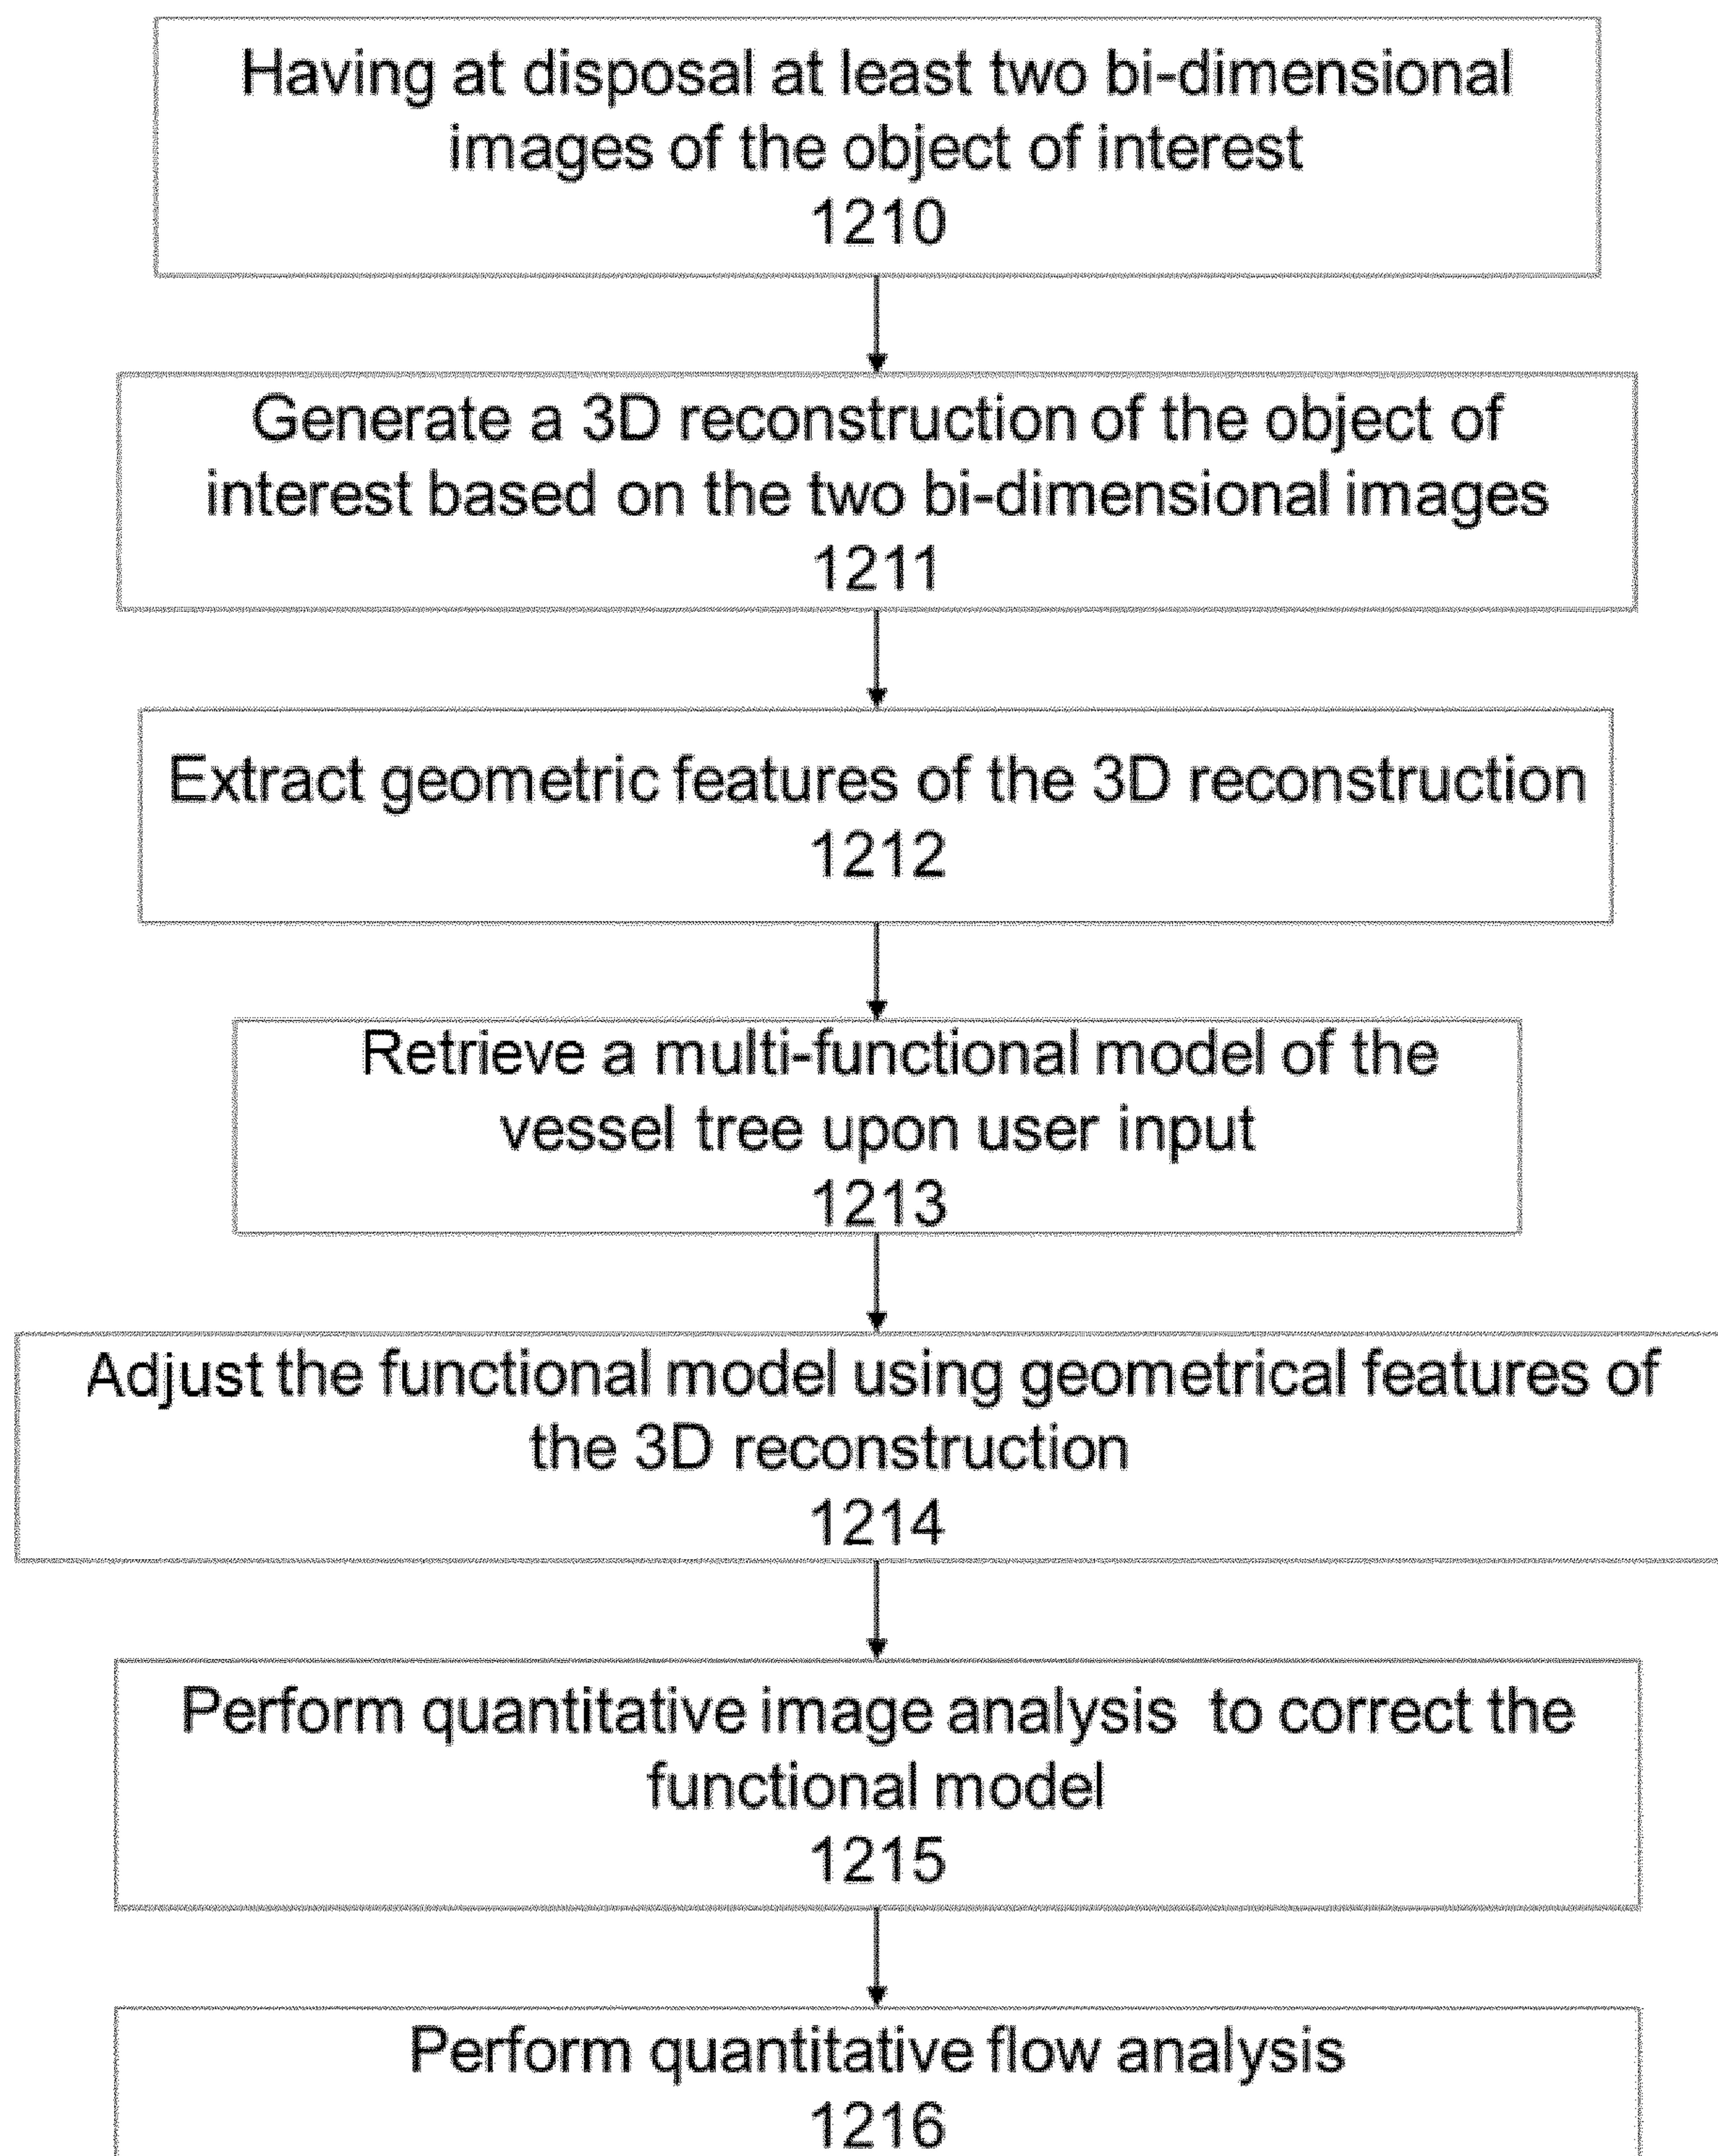 Having at disposal at least two bi-dimensional
images of the object of interest
1210
Generate a 3D reconstruction of the object of
interest based on the two bi-dimensional images
1211
Extract geometric features of the 3D reconstruction
1212
Retrieve a multi-functional model of the
vessel tree upon user input
1213
Adjust the functional model using geometrical features of
the 3D reconstruction
1214
Perform quantitative image analysis  to correct the
functional model
1215
Perform quantitative flow analysis
1216